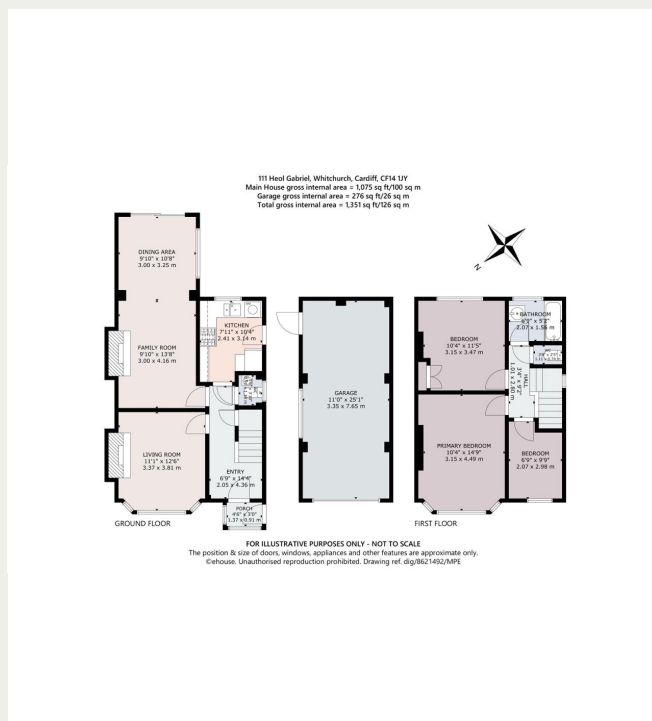 111 Heol Gabriel, Whitchurch, Cardiff, CF14 1JY
Main House gross internal area = 1,075 sq ft/100 sq m
Garage gross internal area = 276 sq ft/26 sq m
Total gross internal area = 1,351 sq ft/126 sq m
N
DINING AREA
9'10" x 10'8"
3.00 x 3.25 m
FAMILY ROOM
9'10" x 13'8"
3.00 x 4.16 m
KITCHEN
7'11" x 10'4"
2.41 x 3.14 m
LIVING ROOM
11'1" x 12'6"
3.37 x 3.81 m
ENTRY
6'9" x 14'4"
2.05 x 4.36 m
PORCH
4'6" x 3'0"
1.37 x 0.91 m
GROUND FLOOR
GARAGE
11'0" x 25'1"
3.35 x 7.65 m
BEDROOM
10'4" x 11'5"
3.15 x 3.47 m
BATHROOM
6'9" x 5'2"
2.07 x 1.56 m
HALL
3'4" x 9'2"
1.01 x 2.80 m
PRIMARY BEDROOM
10'4" x 14'9"
3.15 x 4.49 m
BEDROOM
6'9" x 9'9"
2.07 x 2.98 m
FIRST FLOOR
FOR ILLUSTRATIVE PURPOSES ONLY - NOT TO SCALE
The position & size of doors, windows, appliances and other features are approximate only.
©ehouse. Unauthorised reproduction prohibited. Drawing ref. dig/8621492/MPE